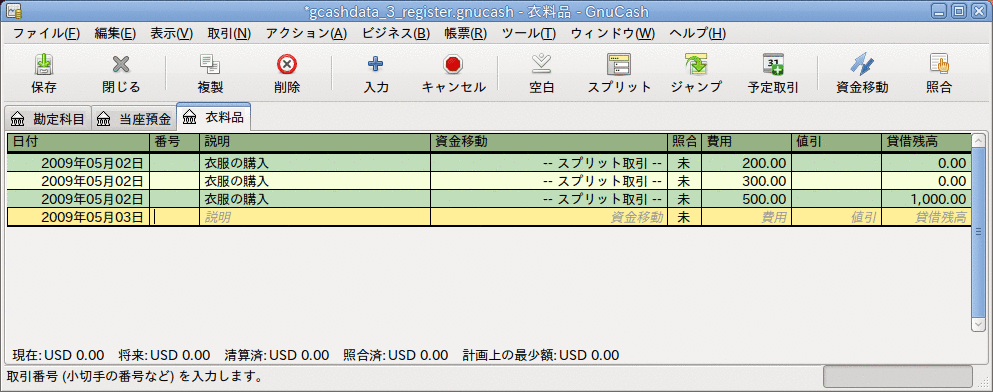 *gcashdata_3_register.gnucash - 衣料品 - GnuCash
ファイル(F) 編集(E) 表示(V) 取引(N) アクション(A) ビジネス(B) 帳票(R) ツール(T) ウィンドウ(W) ヘルプ(H)
保存 閉じる 複製 削除 入力 キャンセル 空白 スプリット ジャンプ 予定取引 資金移動 照合
勘定科目 当座預金 衣料品
日付 番号 説明 資金移動 照合 費用 値引 貸借残高
2009年05月02日 衣服の購入 -- スプリット取引 -- 未 200.00 0.00
2009年05月02日 衣服の購入 -- スプリット取引 -- 未 300.00 0.00
2009年05月02日 衣服の購入 -- スプリット取引 -- 未 500.00 1,000.00
2009年05月03日 説明 資金移動 未 費用 値引 貸借残高
現在: USD 0.00 将来: USD 0.00 清算済: USD 0.00 照合済: USD 0.00 計画上の最少額: USD 0.00
取引番号 (小切手の番号など) を入力します。